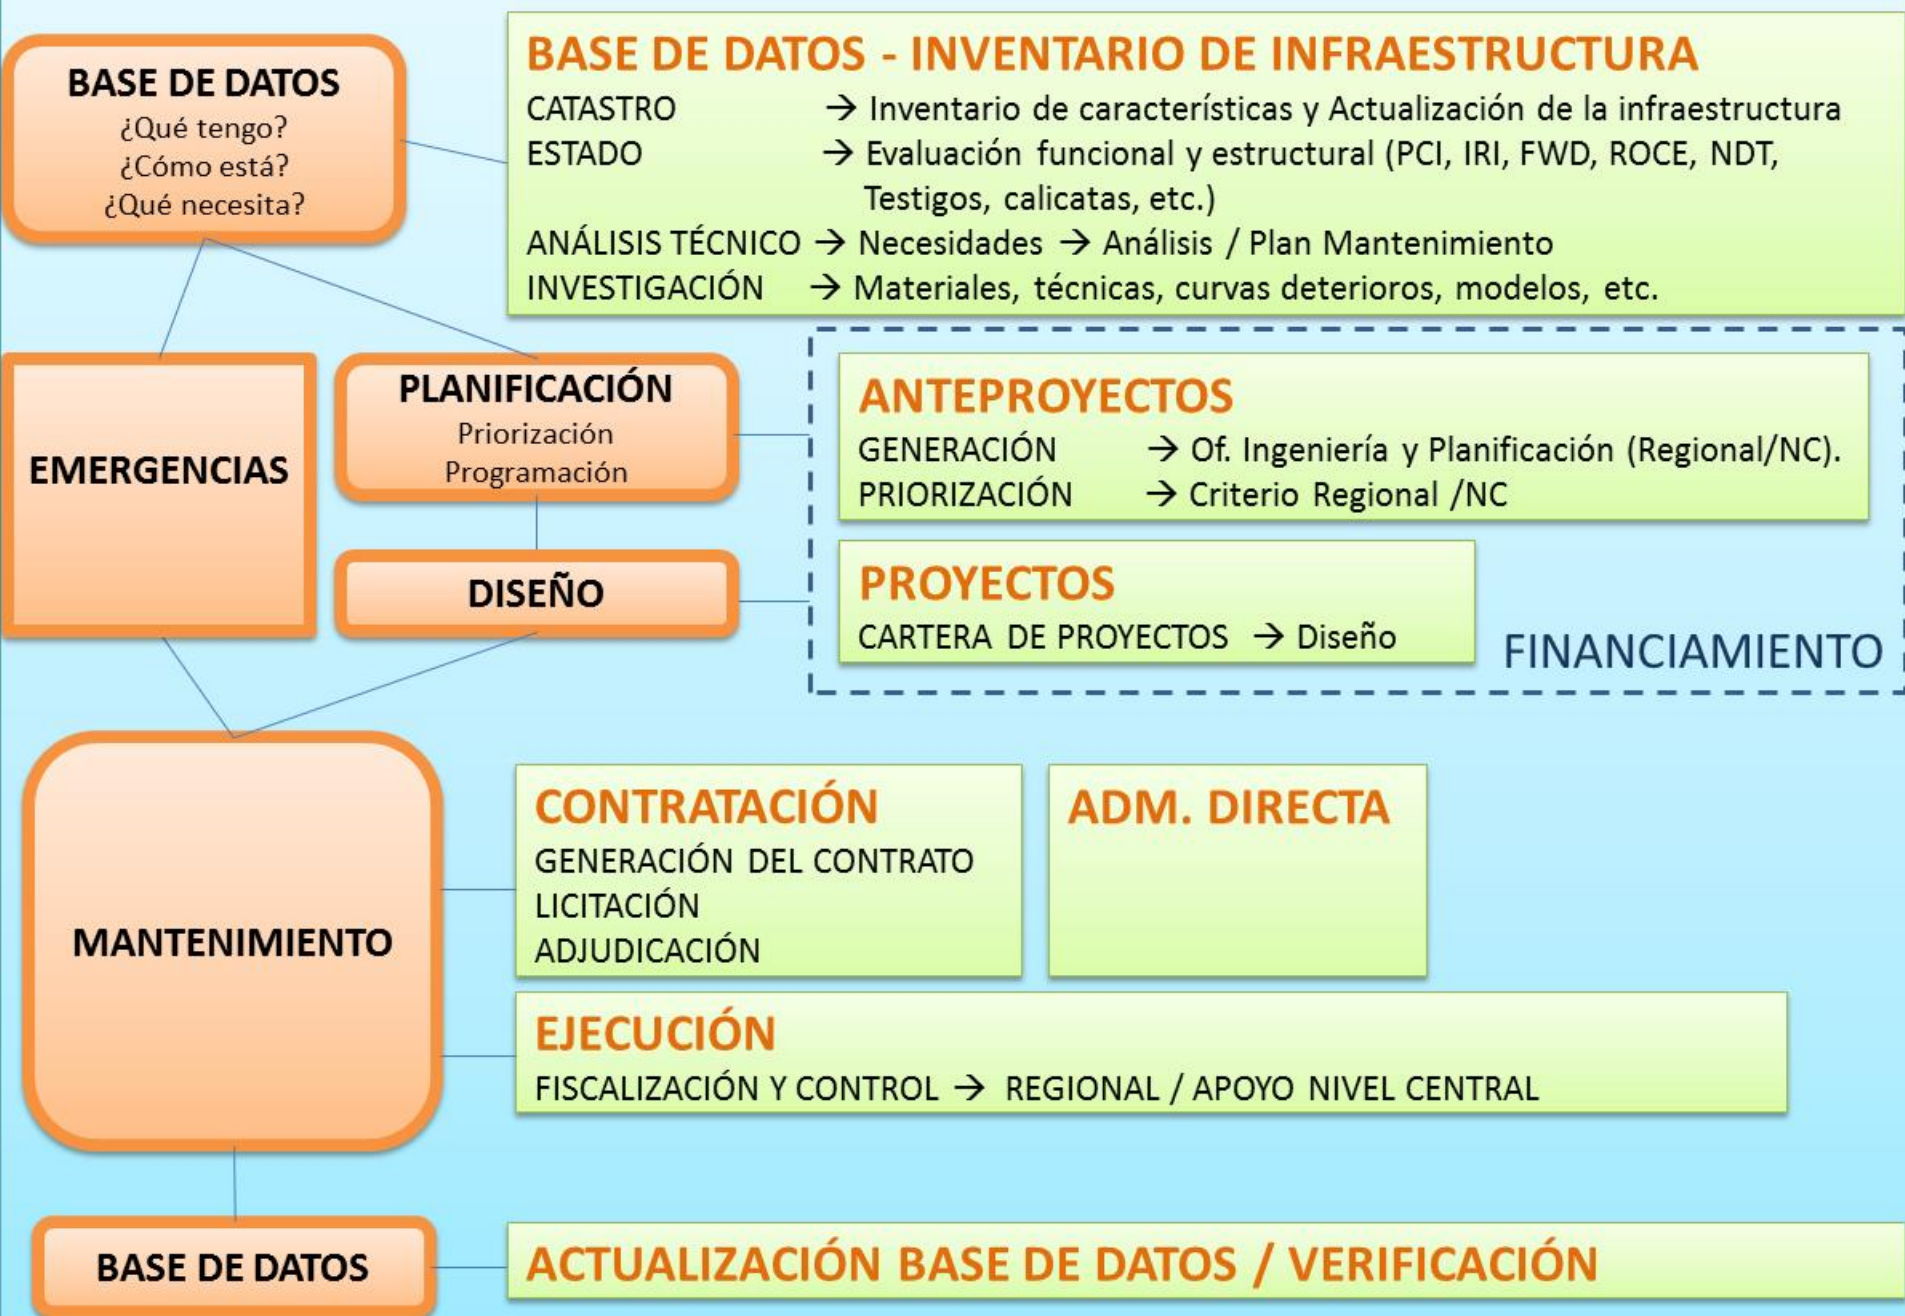 BASE DE DATOS
¿Qué tengo?
¿Cómo está?
¿Qué necesita?
BASE DE DATOS - INVENTARIO DE INFRAESTRUCTURA
CATASTRO → Inventario de características y Actualización de la infraestructura
ESTADO → Evaluación funcional y estructural (PCI, IRI, FWD, ROCE, NDT,
Testigos, calicatas, etc.)
ANÁLISIS TÉCNICO → Necesidades → Análisis / Plan Mantenimiento
INVESTIGACIÓN → Materiales, técnicas, curvas deterioros, modelos, etc.
EMERGENCIAS
PLANIFICACIÓN
Priorización
Programación
DISEÑO
ANTEPROYECTOS
GENERACIÓN → Of. Ingeniería y Planificación (Regional/NC).
PRIORIZACIÓN → Criterio Regional /NC
PROYECTOS
CARTERA DE PROYECTOS → Diseño
FINANCIAMIENTO
MANTENIMIENTO
CONTRATACIÓN
GENERACIÓN DEL CONTRATO
LICITACIÓN
ADJUDICACIÓN
ADM. DIRECTA
EJECUCIÓN
FISCALIZACIÓN Y CONTROL → REGIONAL / APOYO NIVEL CENTRAL
BASE DE DATOS
ACTUALIZACIÓN BASE DE DATOS / VERIFICACIÓN